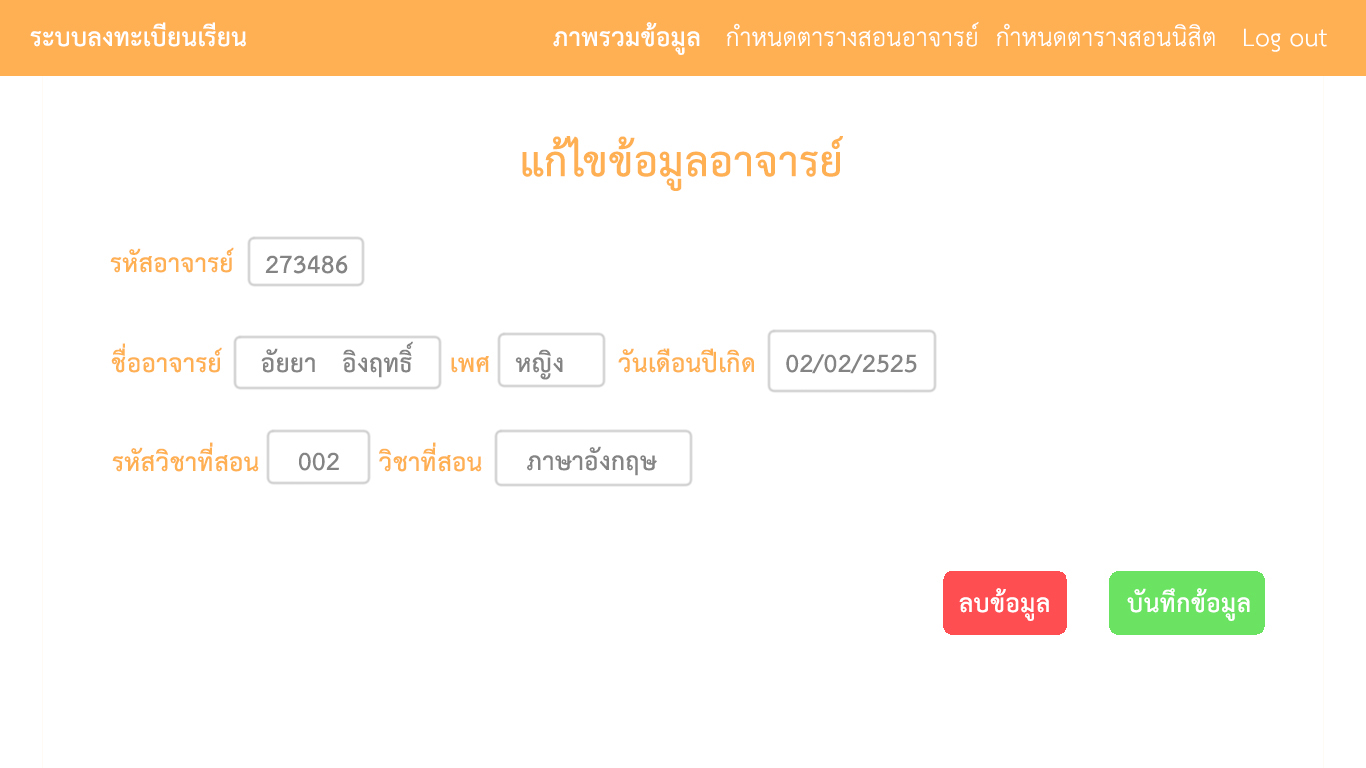 ระบบลงทะเบียนเรียน ภาพรวมข้อมูล กำหนดตารางสอนอาจารย์ กำหนดตารางสอนนิสิต Log out
แก้ไขข้อมูลอาจารย์
รหัสอาจารย์ 273486
ชื่ออาจารย์ อัยยา อิงฤทธิ์ เพศ หญิง วันเดือนปีเกิด 02/02/2525
รหัสวิชาที่สอน 002 วิชาที่สอน ภาษาอังกฤษ
ลบข้อมูล บันทึกข้อมูล